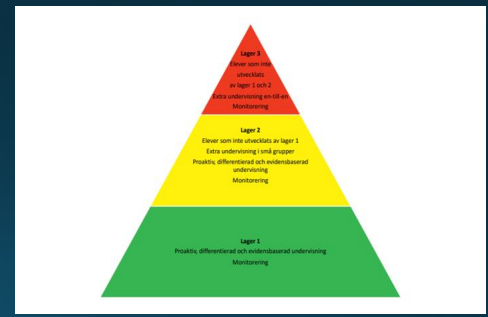 Lager 3
Elever som inte
utvecklats
av lager 1 och 2
Extra undervisning en-till-en
Monitorering
Lager 2
Elever som inte utvecklats av lager 1
Extra undervisning i små grupper
Proaktiv, differentierad och evidensbaserad
undervisning
Monitorering
Lager 1
Proaktiv, differentierad och evidensbaserad undervisning
Monitorering